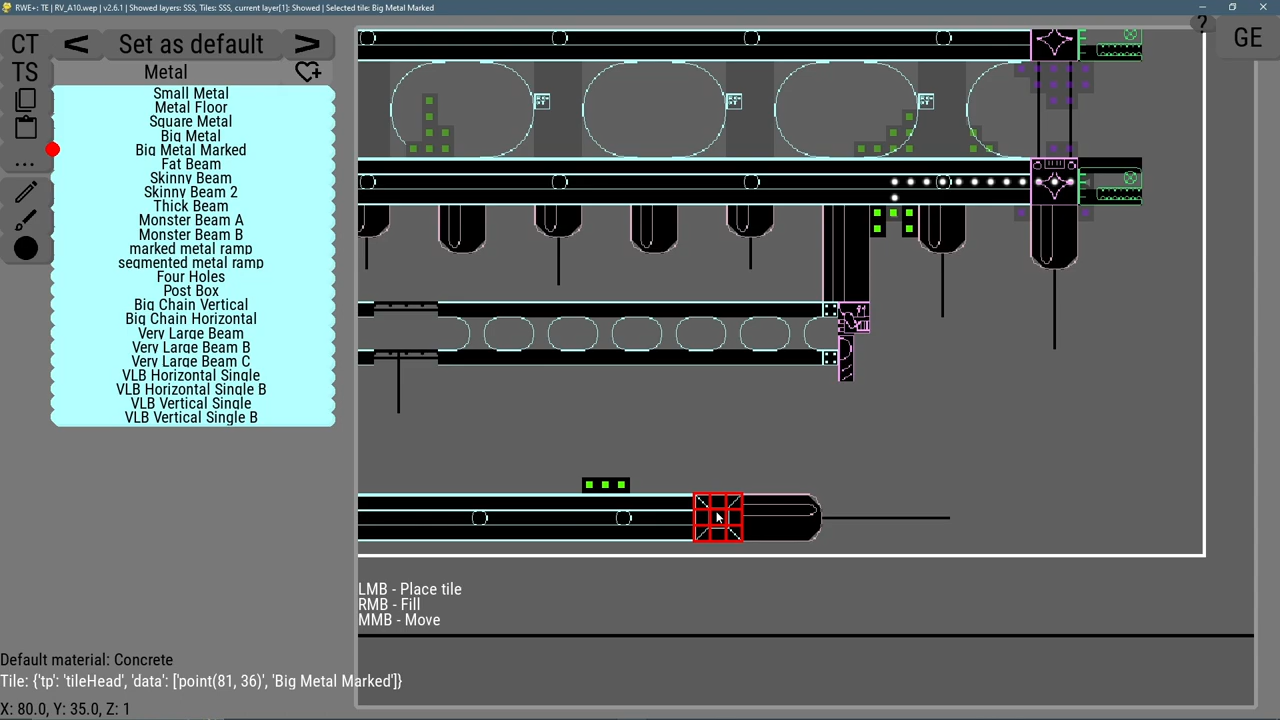 RWE+: TE | RV_A10.wep | v2.6.1 | Showed layers: SSS, Tiles: SSS, current layer[1]: Showed | Selected tile: Big Metal Marked
?
CT
<
Set as default
>
GE
TS
Metal
Small Metal
Metal Floor
Square Metal
Big Metal
Big Metal Marked
Fat Beam
Skinny Beam
Skinny Beam 2
Thick Beam
Monster Beam A
Monster Beam B
marked metal ramp
segmented metal ramp
Four Holes
Post Box
Big Chain Vertical
Big Chain Horizontal
Very Large Beam
Very Large Beam B
Very Large Beam C
VLB Horizontal Single
VLB Horizontal Single B
VLB Vertical Single
VLB Vertical Single B
LMB - Place tile
RMB - Fill
MMB - Move
Default material: Concrete
Tile: {'tp': 'tileHead', 'data': ['point(81, 36)', 'Big Metal Marked']}
X: 80.0, Y: 35.0, Z: 1